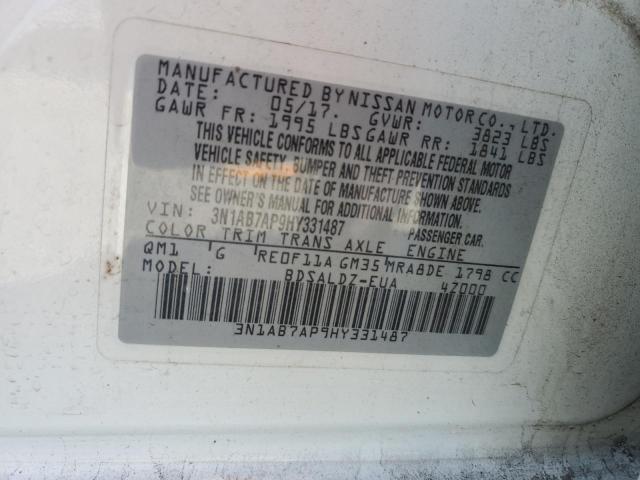 MANUFACTURED BY NISSAN MOTOR CO., LTD.
DATE: 05/17. GVWR: 3823 LBS
GAWR FR: 1995 LBS GAWR RR: 1841 LBS
THIS VEHICLE CONFORMS TO ALL APPLICABLE FEDERAL MOTOR
VEHICLE SAFETY, BUMPER AND THEFT PREVENTION STANDARDS
IN EFFECT ON THE DATE OF MANUFACTURE SHOWN ABOVE.
SEE OWNER'S MANUAL FOR ADDITIONAL INFORMATION.
VIN: 3N1AB7AP9HY331487 PASSENGER CAR.
COLOR TRIM TRANS AXLE ENGINE
QM1 G RE0F11A GM35 MRA8DE 1798 CC
MODEL: BDSALDZ-EUA 47000
3N1AB7AP9HY331487